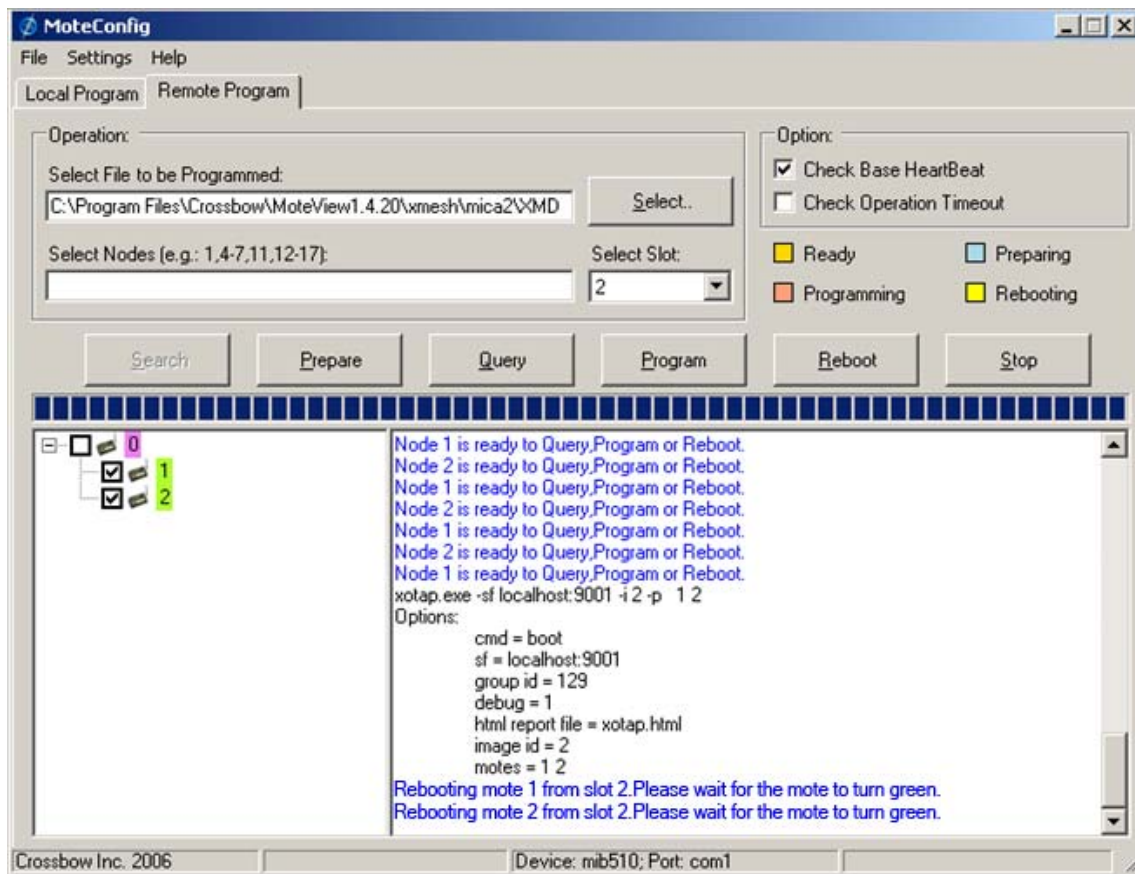 MoteConfig
File Settings Help
Local Program Remote Program
Operation:
Select File to be Programmed:
C:\Program Files\Crossbow\MoteView1.4.20\xmesh\mica2\XMD
Select..
Select Nodes (e.g.: 1,4-7,11,12-17):
Select Slot:
2
Option:
Check Base HeartBeat
Check Operation Timeout
Ready Preparing
Programming Rebooting
Search Prepare Query Program Reboot Stop
0
1
2
Node 1 is ready to Query,Program or Reboot.
Node 2 is ready to Query,Program or Reboot.
Node 1 is ready to Query,Program or Reboot.
Node 2 is ready to Query,Program or Reboot.
Node 1 is ready to Query,Program or Reboot.
Node 2 is ready to Query,Program or Reboot.
Node 1 is ready to Query,Program or Reboot.
xotap.exe -sf localhost:9001 -i 2 -p 1 2
Options:
cmd = boot
sf = localhost:9001
group id = 129
debug = 1
html report file = xotap.html
image id = 2
motes = 1 2
Rebooting mote 1 from slot 2.Please wait for the mote to turn green.
Rebooting mote 2 from slot 2.Please wait for the mote to turn green.
Crossbow Inc. 2006 Device: mib510; Port: com1